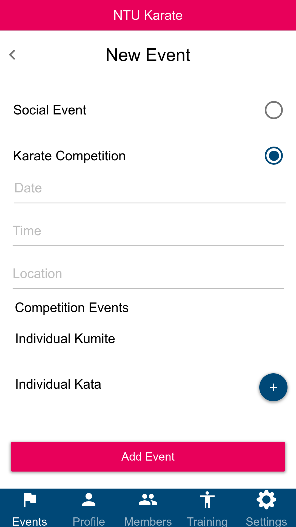 NTU Karate
New Event
Social Event
Karate Competition
Date
Time
Location
Competition Events
Individual Kumite
Individual Kata
+
Add Event
Events Profile Members Training Settings